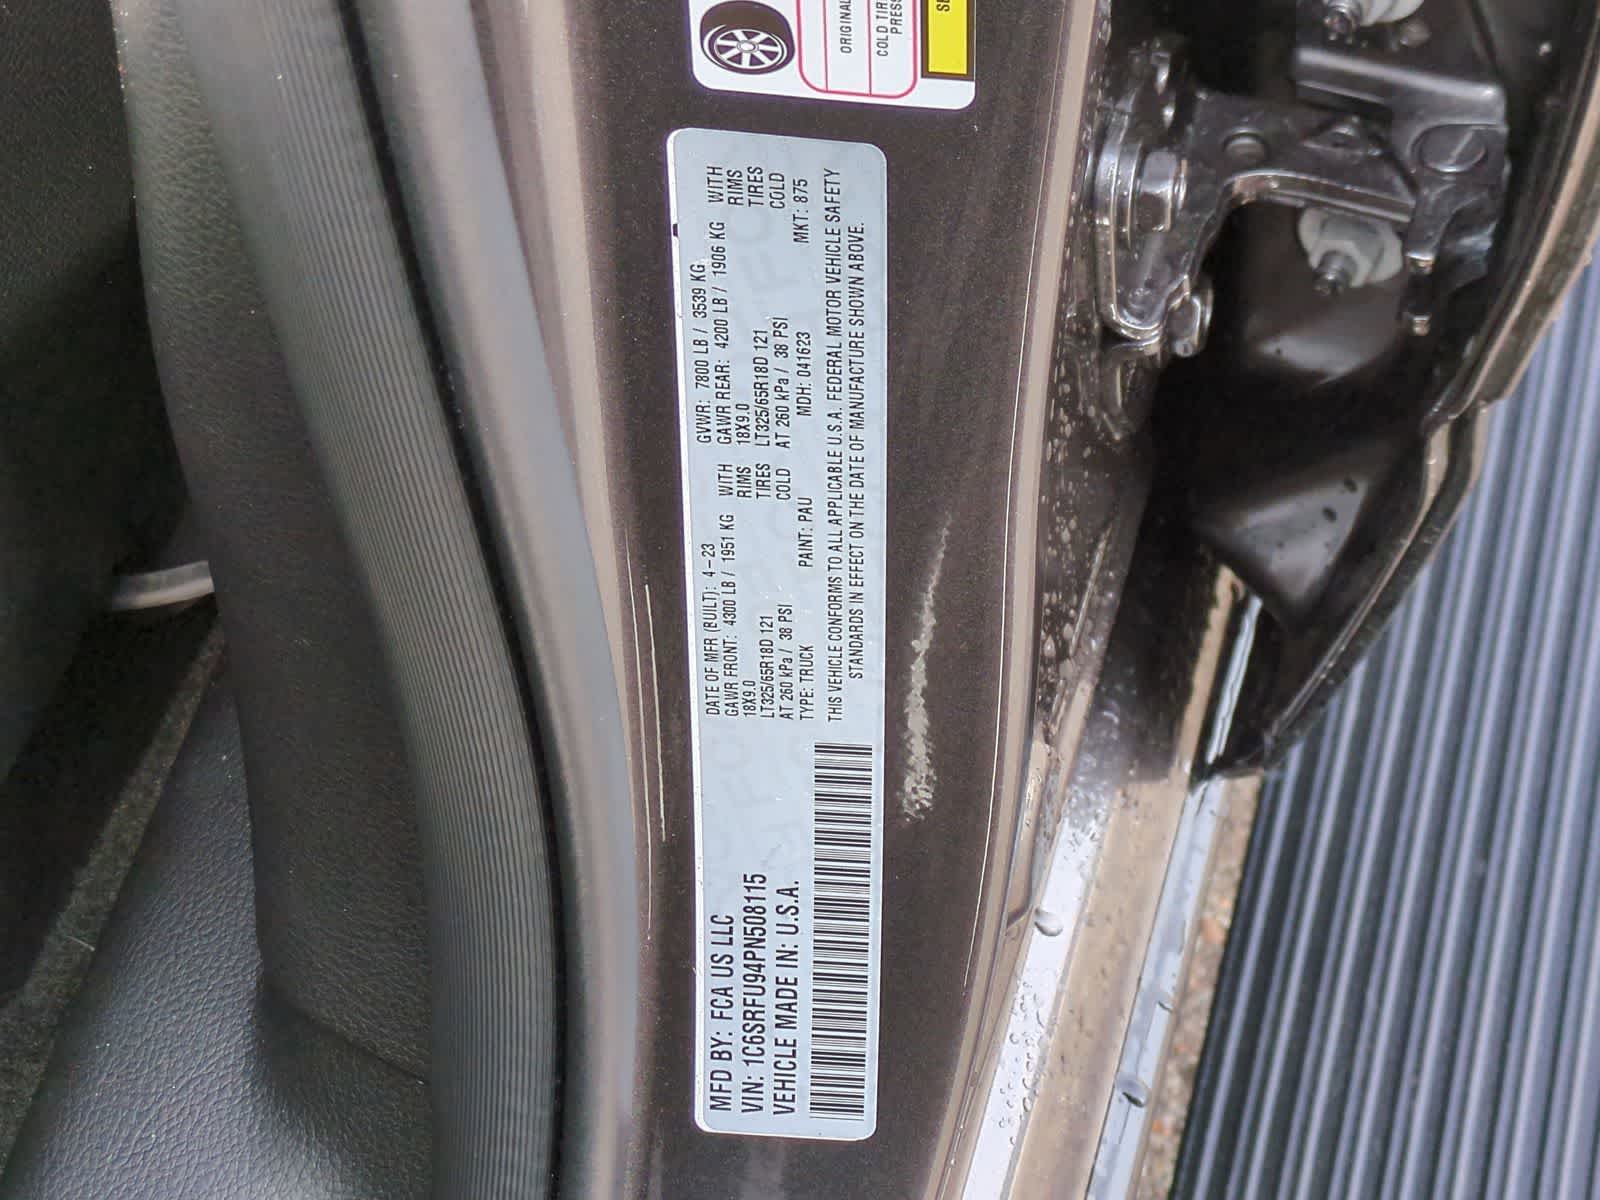 ORIGINAL
COLD TIRE
PRES
SE
MFD BY: FCA US LLC
VIN: 1C6SRFU94PN508115
VEHICLE MADE IN: U.S.A.
DATE OF MFR (BUILT): 4-23 GVWR: 7800 LB / 3539 KG
GAWR FRONT: 4300 LB / 1951 KG WITH GAWR REAR: 4200 LB / 1906 KG WITH
18X9.0 RIMS 18X9.0 RIMS
LT325/65R18D 121 TIRES LT325/65R18D 121 TIRES
AT 260 kPa / 38 PSI COLD AT 260 kPa / 38 PSI COLD
TYPE: TRUCK PAINT: PAU MDH: 041623 MKT: 875
THIS VEHICLE CONFORMS TO ALL APPLICABLE U.S.A. FEDERAL MOTOR VEHICLE SAFETY
STANDARDS IN EFFECT ON THE DATE OF MANUFACTURE SHOWN ABOVE.